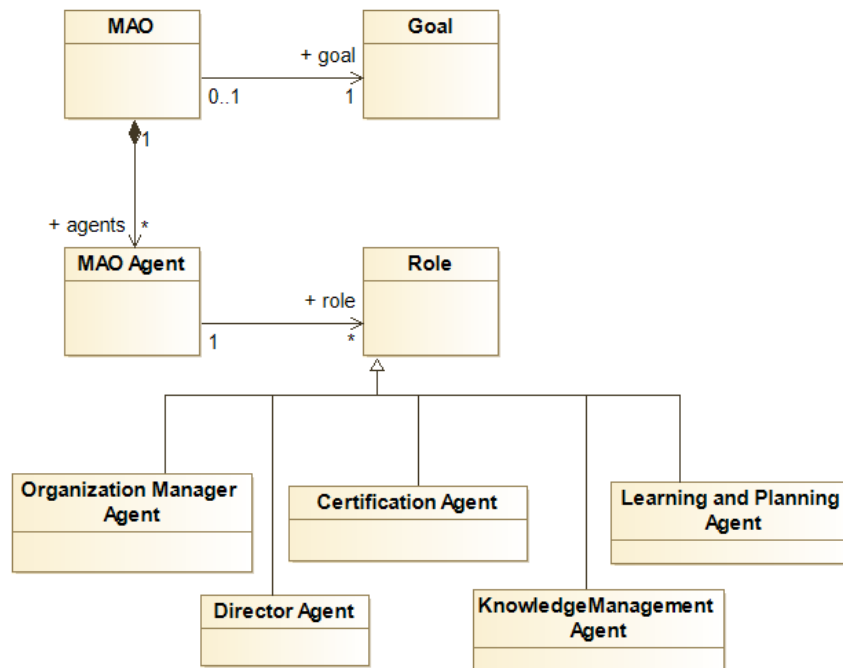 MAO
Goal
+ goal
0..1
1
1
+ agents
*
MAO Agent
Role
+ role
1
*
Organization Manager
Agent
Certification Agent
Learning and Planning
Agent
Director Agent
KnowledgeManagement
Agent